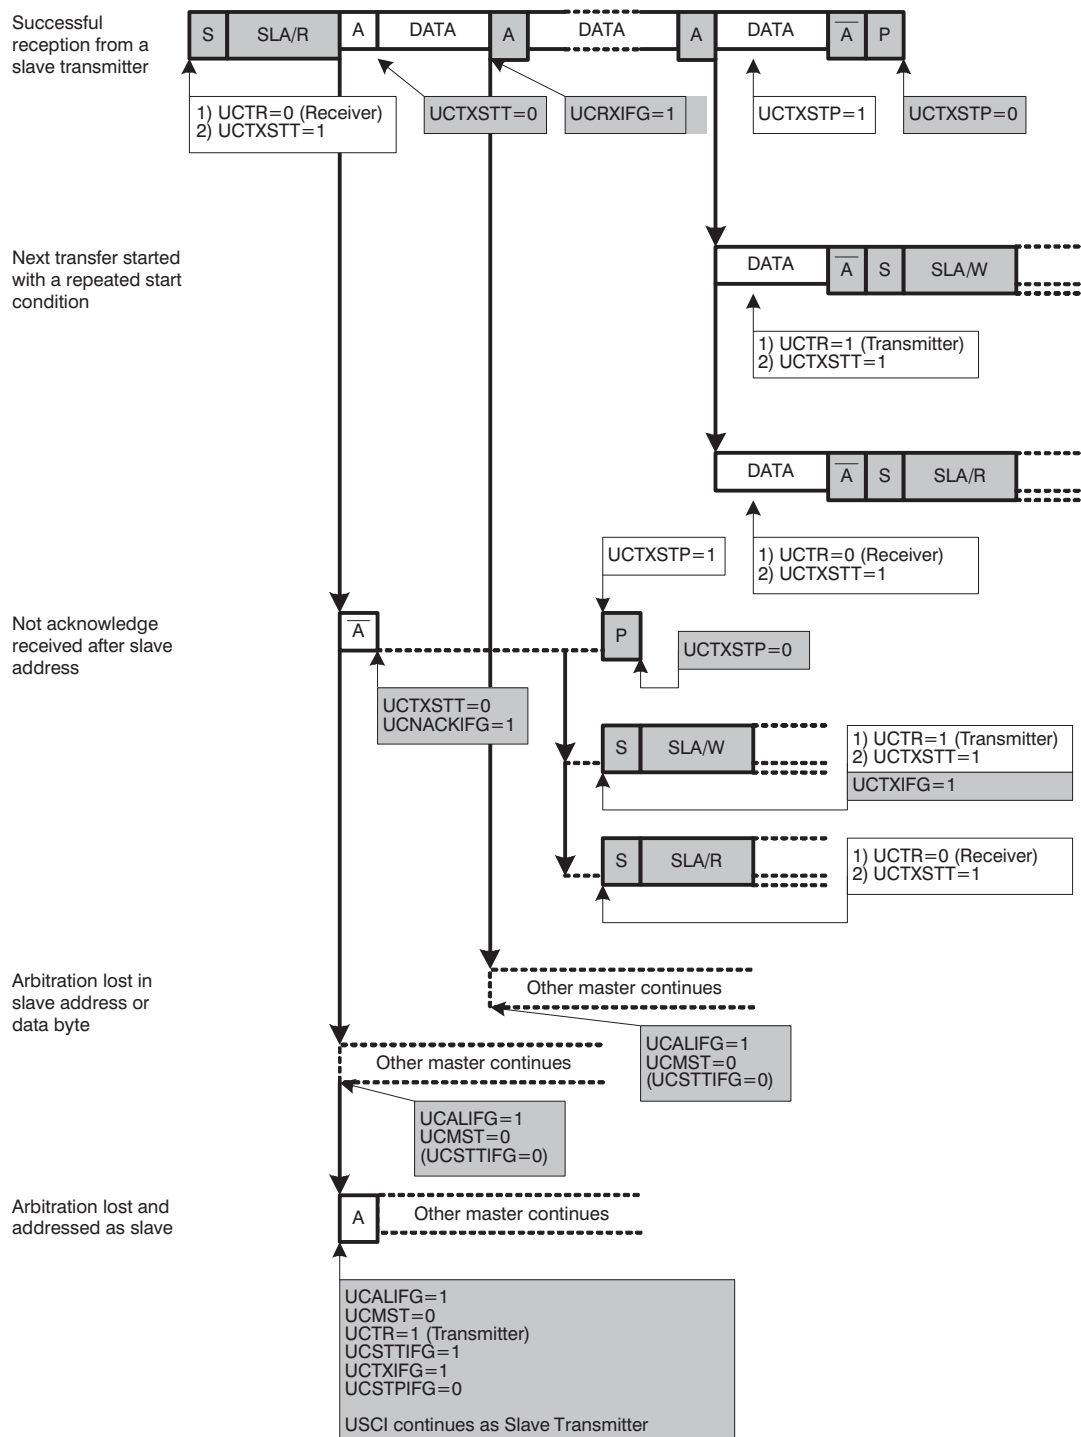 Successful
reception from a
slave transmitter
S SLA/R A DATA A DATA A DATA A P
1) UCTR=0 (Receiver)
2) UCTXSTT=1
UCTXSTT=0
UCRXIFG=1
UCTXSTP=1
UCTXSTP=0
Next transfer started
with a repeated start
condition
DATA A S SLA/W
1) UCTR=1 (Transmitter)
2) UCTXSTT=1
DATA A S SLA/R
1) UCTR=0 (Receiver)
2) UCTXSTT=1
UCTXSTP=1
Not acknowledge
received after slave
address
A
P
UCTXSTP=0
UCTXSTT=0
UCNACKIFG=1
S SLA/W
1) UCTR=1 (Transmitter)
2) UCTXSTT=1
UCTXIFG=1
S SLA/R
1) UCTR=0 (Receiver)
2) UCTXSTT=1
Arbitration lost in
slave address or
data byte
Other master continues
UCALIFG=1
UCMST=0
(UCSTTIFG=0)
Other master continues
UCALIFG=1
UCMST=0
(UCSTTIFG=0)
Arbitration lost and
addressed as slave
A Other master continues
UCALIFG=1
UCMST=0
UCTR=1 (Transmitter)
UCSTTIFG=1
UCTXIFG=1
UCSTPIFG=0
USCI continues as Slave Transmitter